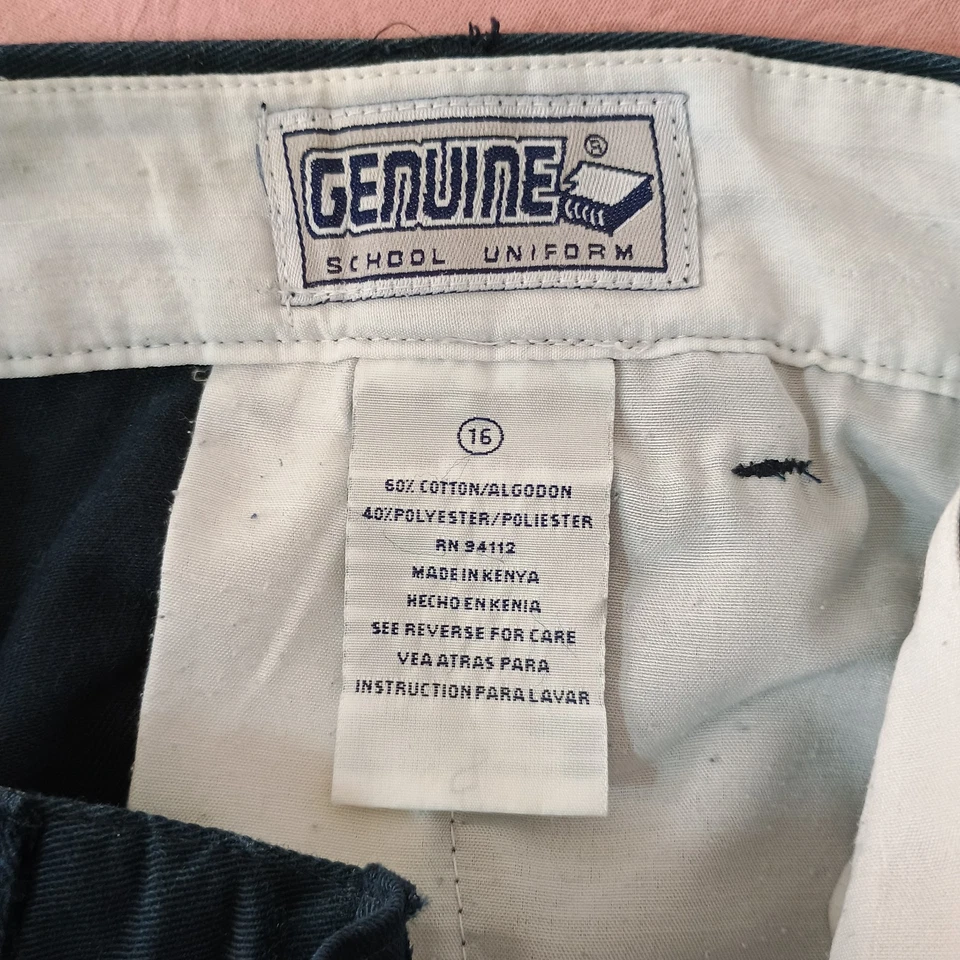 GENUINE ®
SCHOOL UNIFORM
16
60% COTTON/ALGODON
40%POLYESTER/POLIESTER
RN 94112
MADE IN KENYA
HECHO EN KENIA
SEE REVERSE FOR CARE
VEA ATRAS PARA
INSTRUCTION PARA LAVAR